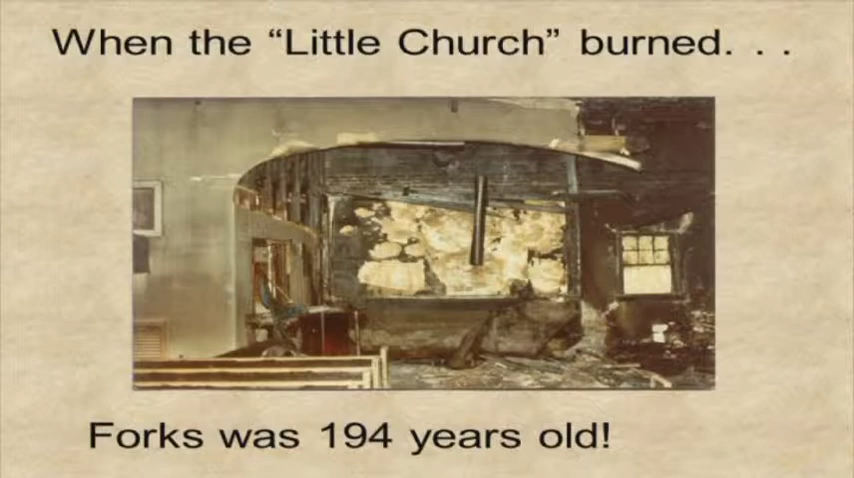 When the “Little Church” burned. . .
Forks was 194 years old!